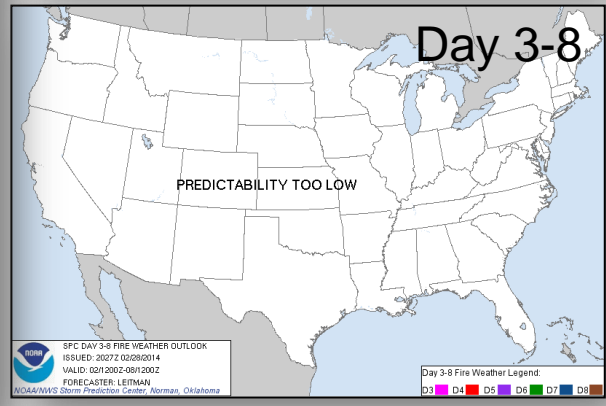 Day 3-8
PREDICTABILITY TOO LOW
NOAA
SPC DAY 3-8 FIRE WEATHER OUTLOOK
ISSUED: 2027Z 02/28/2014
VALID: 02/1200Z-08/1200Z
FORECASTER: LEITMAN
NOAA/NWS Storm Prediction Center, Norman, Oklahoma
Day 3-8 Fire Weather Legend:
D3 D4 D5 D6 D7 D8